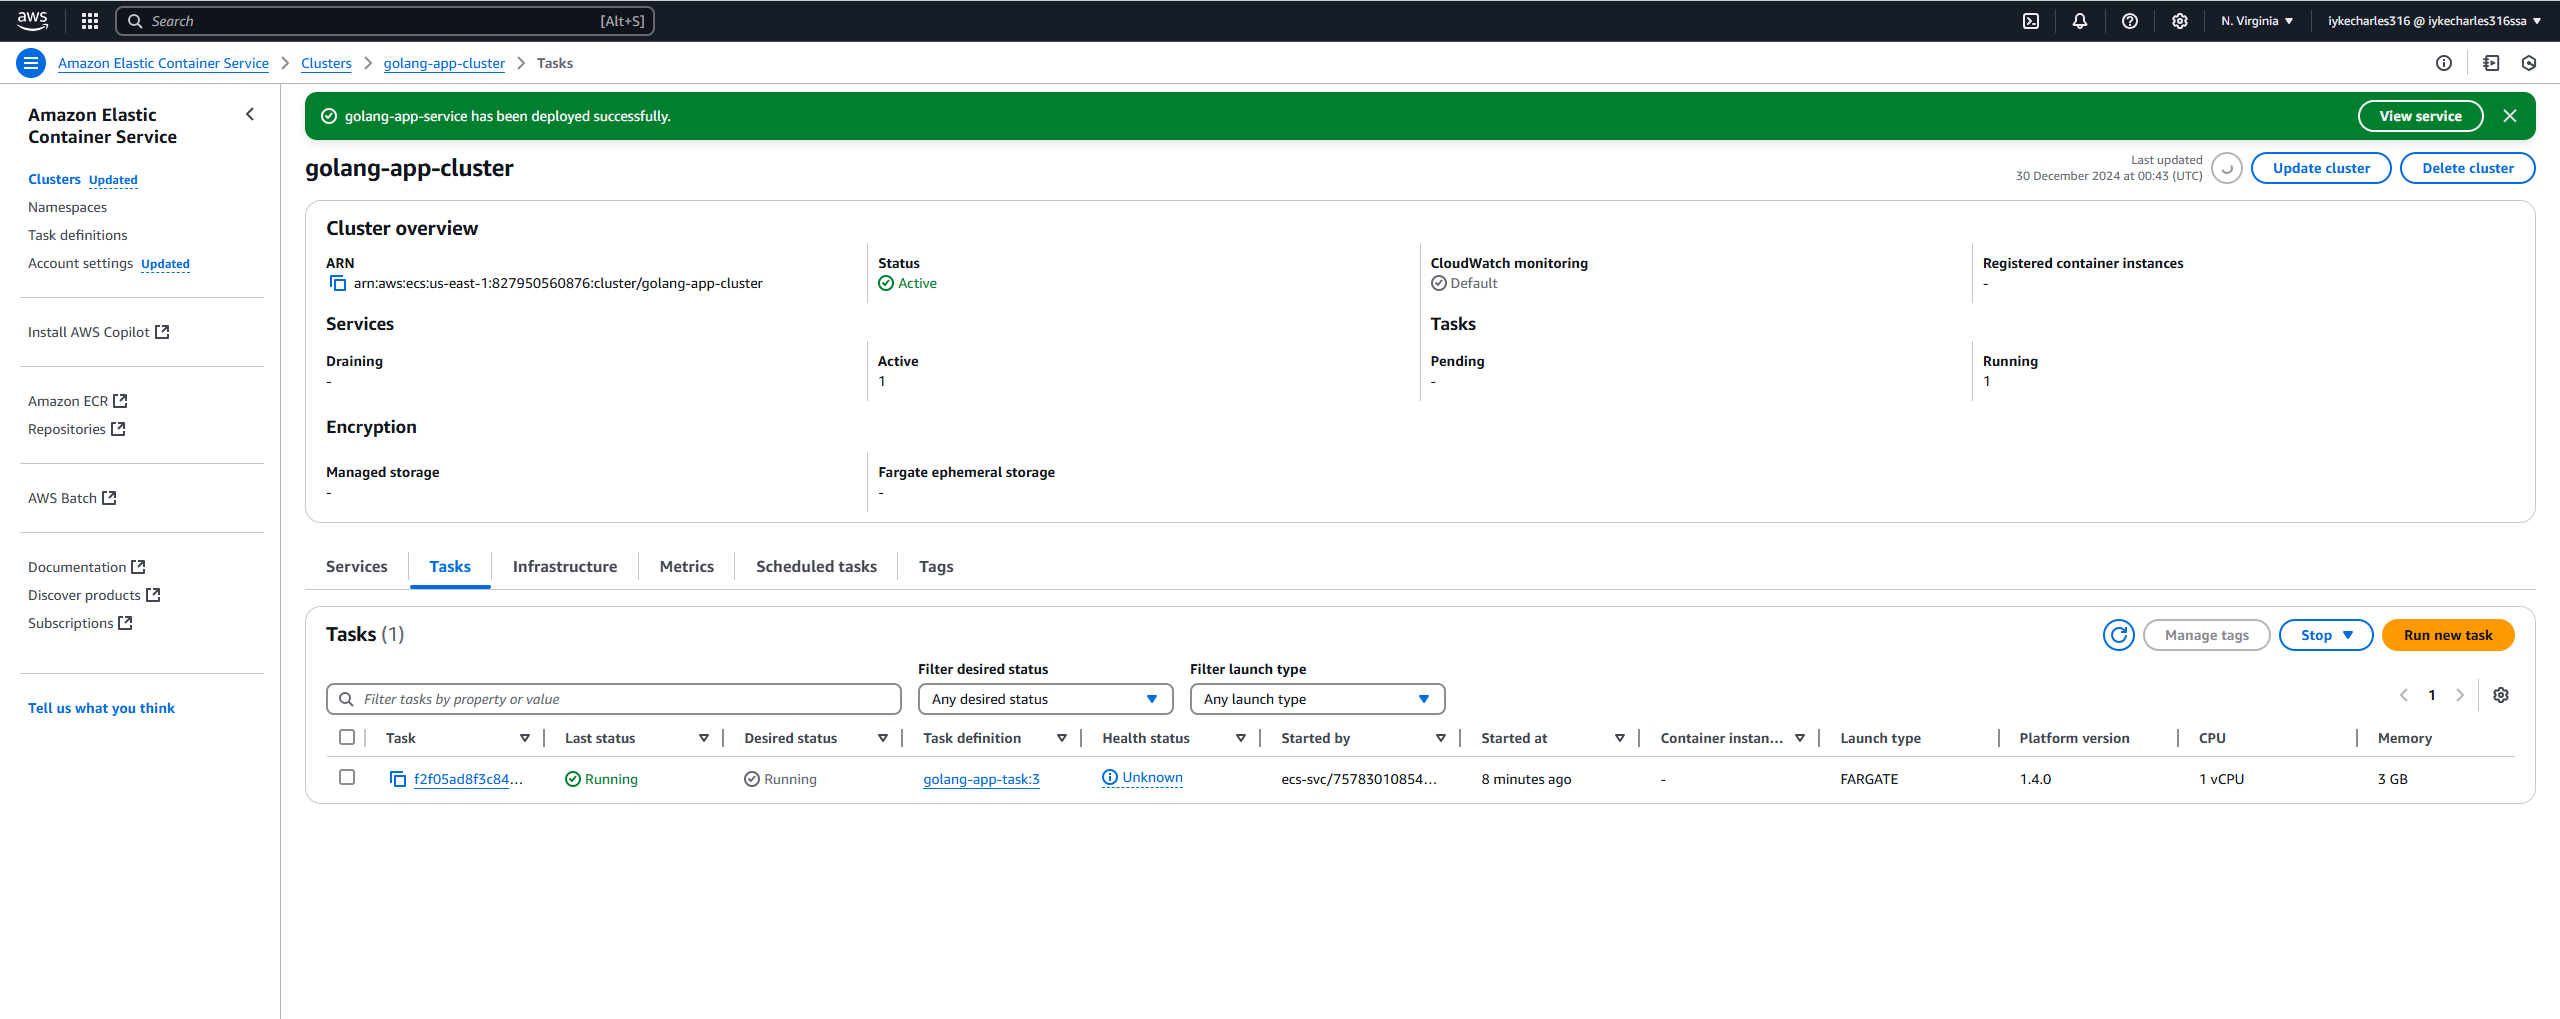 aws
Search [Alt+S]
N. Virginia
iykecharles316 @ iykecharles316ssa
Amazon Elastic Container Service
Clusters
golang-app-cluster
Tasks
Amazon Elastic
Container Service
Clusters Updated
Namespaces
Task definitions
Account settings Updated
Install AWS Copilot
Amazon ECR
Repositories
AWS Batch
Documentation
Discover products
Subscriptions
Tell us what you think
golang-app-service has been deployed successfully.
View service
golang-app-cluster
Last updated
30 December 2024 at 00:43 (UTC)
Update cluster
Delete cluster
Cluster overview
ARN
arn:aws:ecs:us-east-1:827950560876:cluster/golang-app-cluster
Status
Active
CloudWatch monitoring
Default
Registered container instances
-
Services
Tasks
Draining
-
Active
1
Pending
-
Running
1
Encryption
Managed storage
-
Fargate ephemeral storage
-
Services
Tasks
Infrastructure
Metrics
Scheduled tasks
Tags
Tasks (1)
Manage tags
Stop
Run new task
Filter desired status
Filter launch type
Filter tasks by property or value
Any desired status
Any launch type
1
Task
Last status
Desired status
Task definition
Health status
Started by
Started at
Container instan...
Launch type
Platform version
CPU
Memory
f2f05ad8f3c84...
Running
Running
golang-app-task:3
Unknown
ecs-svc/75783010854...
8 minutes ago
-
FARGATE
1.4.0
1 vCPU
3 GB